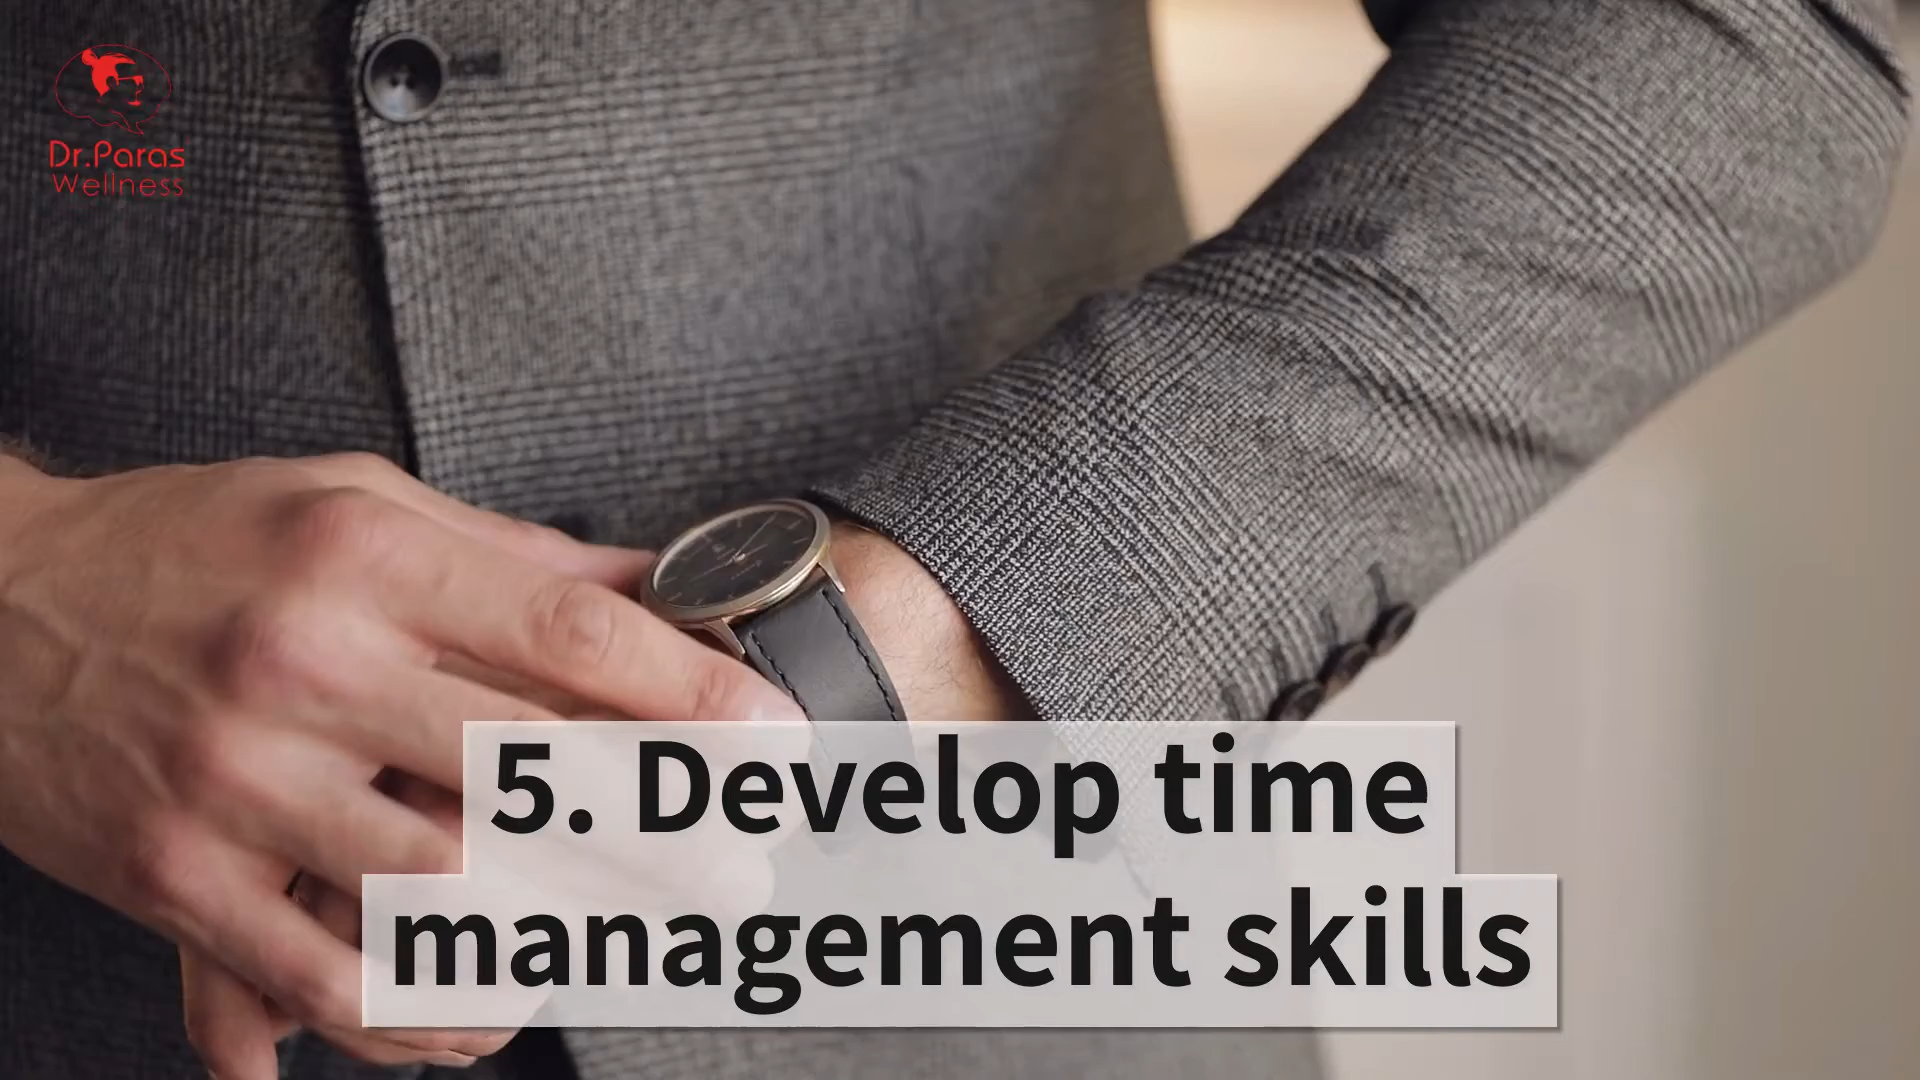 Dr.Paras
Wellness
5. Develop time
management skills